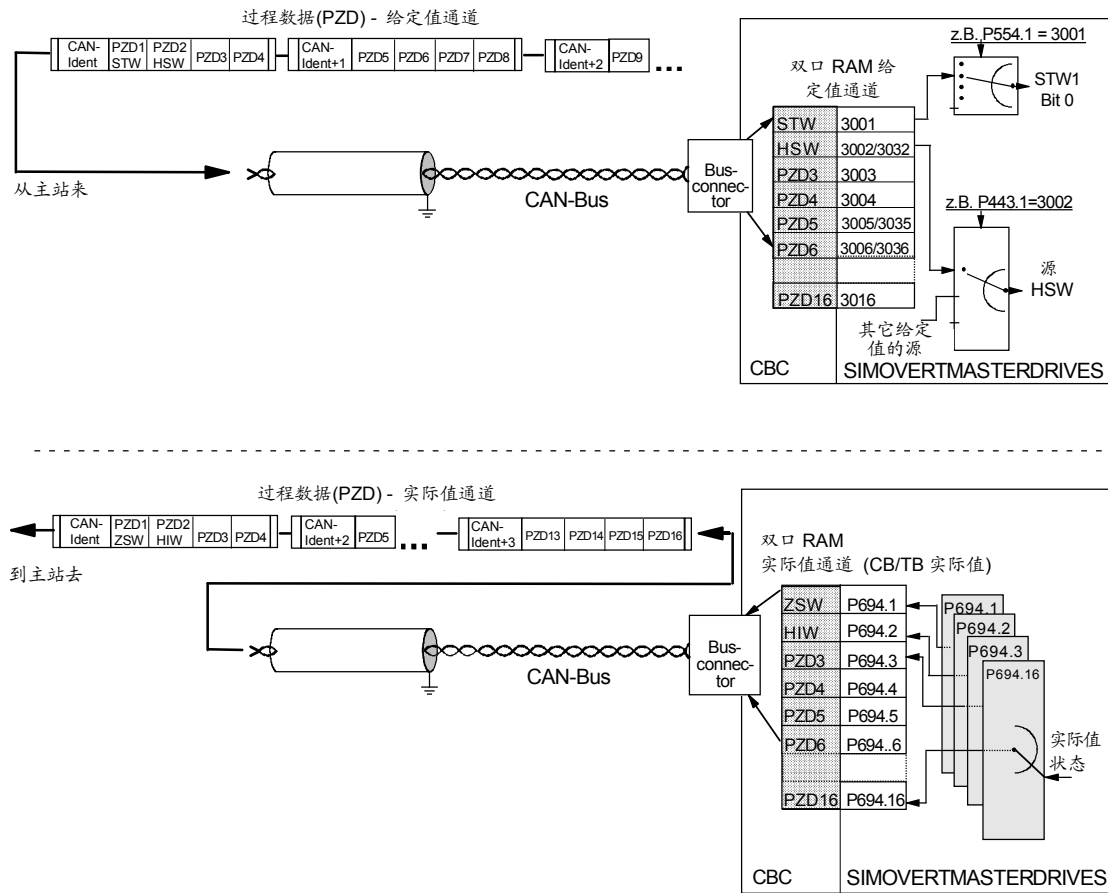 过程数据(PZD) - 给定值通道
CAN-
Ident
PZD1
STW
PZD2
HSW
PZD3
PZD4
CAN-
Ident+1
PZD5
PZD6
PZD7
PZD8
CAN-
Ident+2
PZD9
...
从主站来
CAN-Bus
Bus-
connec-
tor
双口 RAM 给
定值通道
STW 3001
HSW 3002/3032
PZD3 3003
PZD4 3004
PZD5 3005/3035
PZD6 3006/3036
PZD16 3016
z.B. P554.1 = 3001
STW1
Bit 0
z.B. P443.1=3002
源
HSW
其它给定
值的源
CBC
SIMOVERTMASTERDRIVES
过程数据(PZD) - 实际值通道
CAN-
Ident
PZD1
ZSW
PZD2
HIW
PZD3
PZD4
CAN-
Ident+2
PZD5
...
CAN-
Ident+3
PZD13
PZD14
PZD15
PZD16
到主站去
CAN-Bus
Bus-
connec-
tor
双口 RAM
实际值通道 (CB/TB 实际值)
ZSW P694.1
HIW P694.2
PZD3 P694.3
PZD4 P694.4
PZD5 P694.5
PZD6 P694..6
PZD16 P694.16
P694.1
P694.2
P694.3
P694.16
实际值
状态
CBC
SIMOVERTMASTERDRIVES